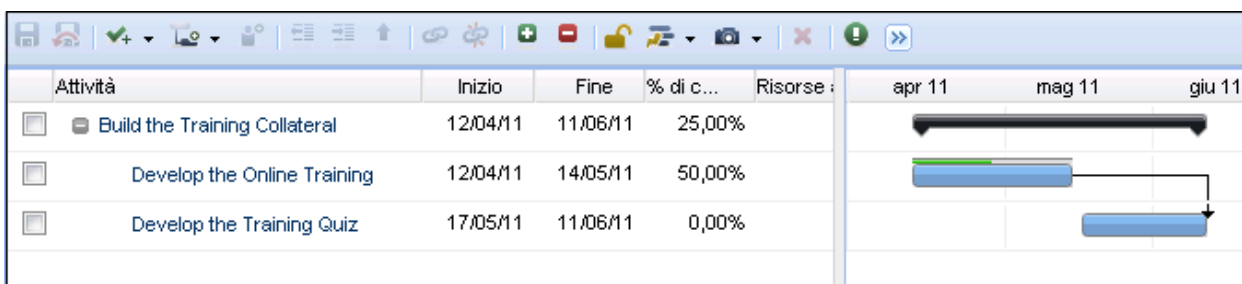 Attività Inizio Fine % di c... Risorse apr 11 mag 11 giu 11
Build the Training Collateral 12/04/11 11/06/11 25,00%
Develop the Online Training 12/04/11 14/05/11 50,00%
Develop the Training Quiz 17/05/11 11/06/11 0,00%